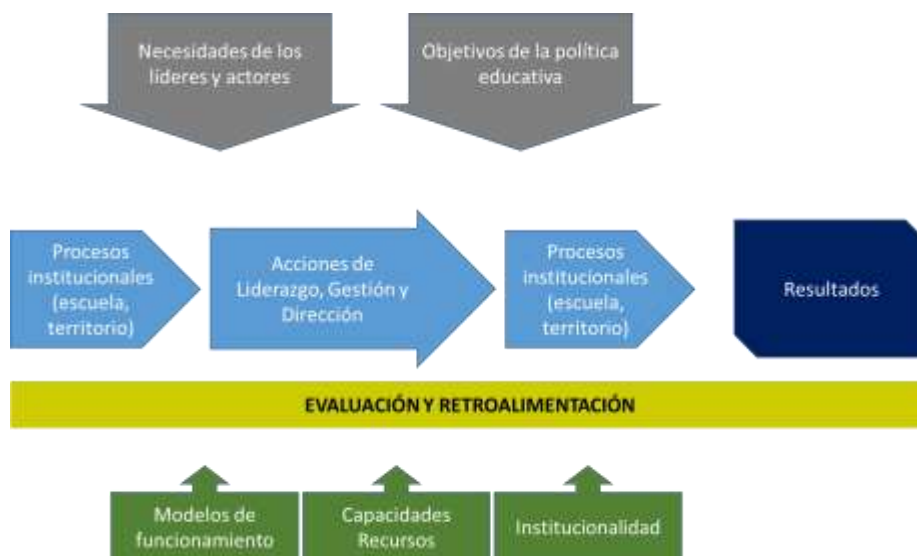 Necesidades de los
líderes y actores
Objetivos de la política
educativa
Procesos
institucionales
(escuela,
territorio)
Acciones de
Liderazgo, Gestión y
Dirección
Procesos
institucionales
(escuela,
territorio)
Resultados
EVALUACIÓN Y RETROALIMENTACIÓN
Modelos de
funcionamiento
Capacidades
Recursos
Institucionalidad